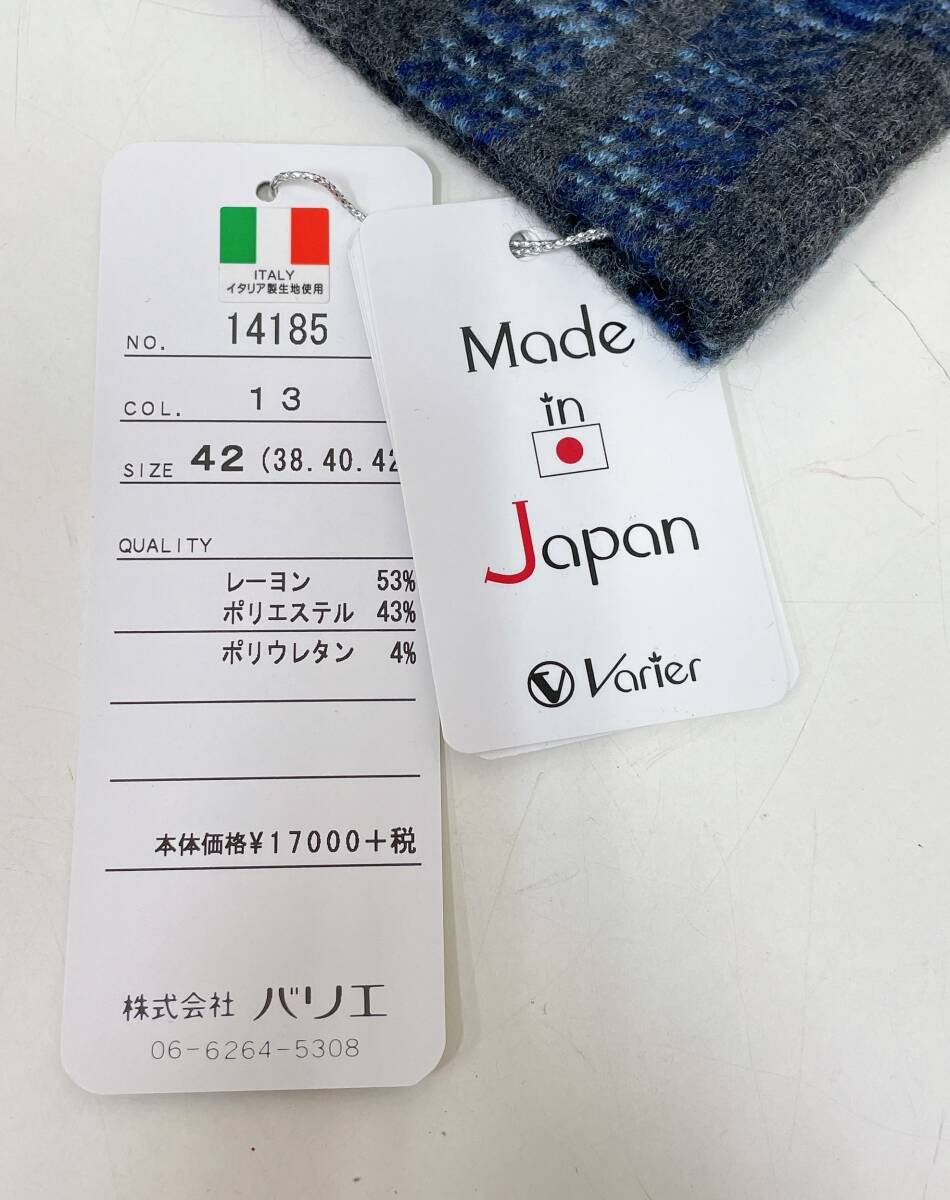 ITALY
イタリア製生地使用
NO. 14185
COL. 13
SIZE 42 (38.40.42
QUALITY
レーヨン 53%
ポリエステル 43%
ポリウレタン 4%
本体価格¥17000+税
株式会社 バリエ
06-6264-5308
Made
in
Japan
V Varier